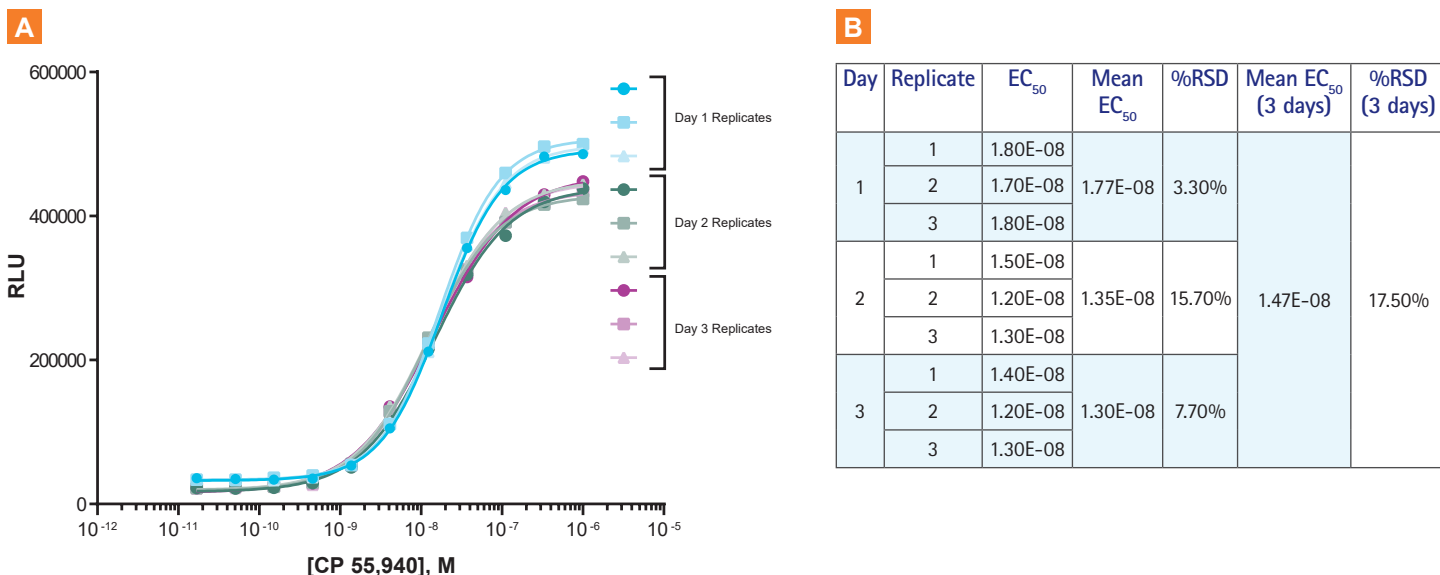 A
600000
400000
200000
0
RLU
10-12 10-11 10-10 10-9 10-8 10-7 10-6 10-5
[CP 55,940], M
Day 1 Replicates
Day 2 Replicates
Day 3 Replicates
B
Day Replicate EC50 Mean EC50 %RSD Mean EC50 (3 days) %RSD (3 days)
1 1 1.80E-08 1.77E-08 3.30% 1.47E-08 17.50%
2 1.70E-08
3 1.80E-08
2 1 1.50E-08 1.35E-08 15.70%
2 1.20E-08
3 1.30E-08
3 1 1.40E-08 1.30E-08 7.70%
2 1.20E-08
3 1.30E-08